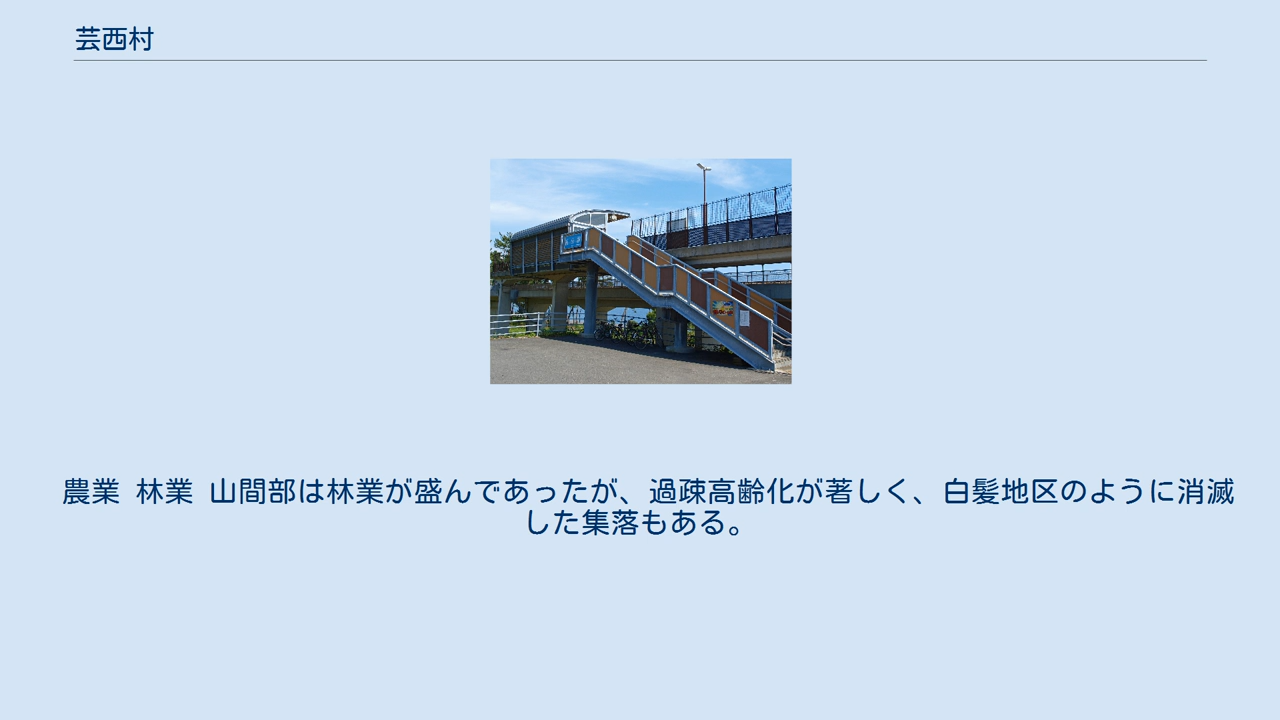 芸西村
農業 林業 山間部は林業が盛んであったが、過疎高齢化が著しく、白髪地区のように消滅
した集落もある。